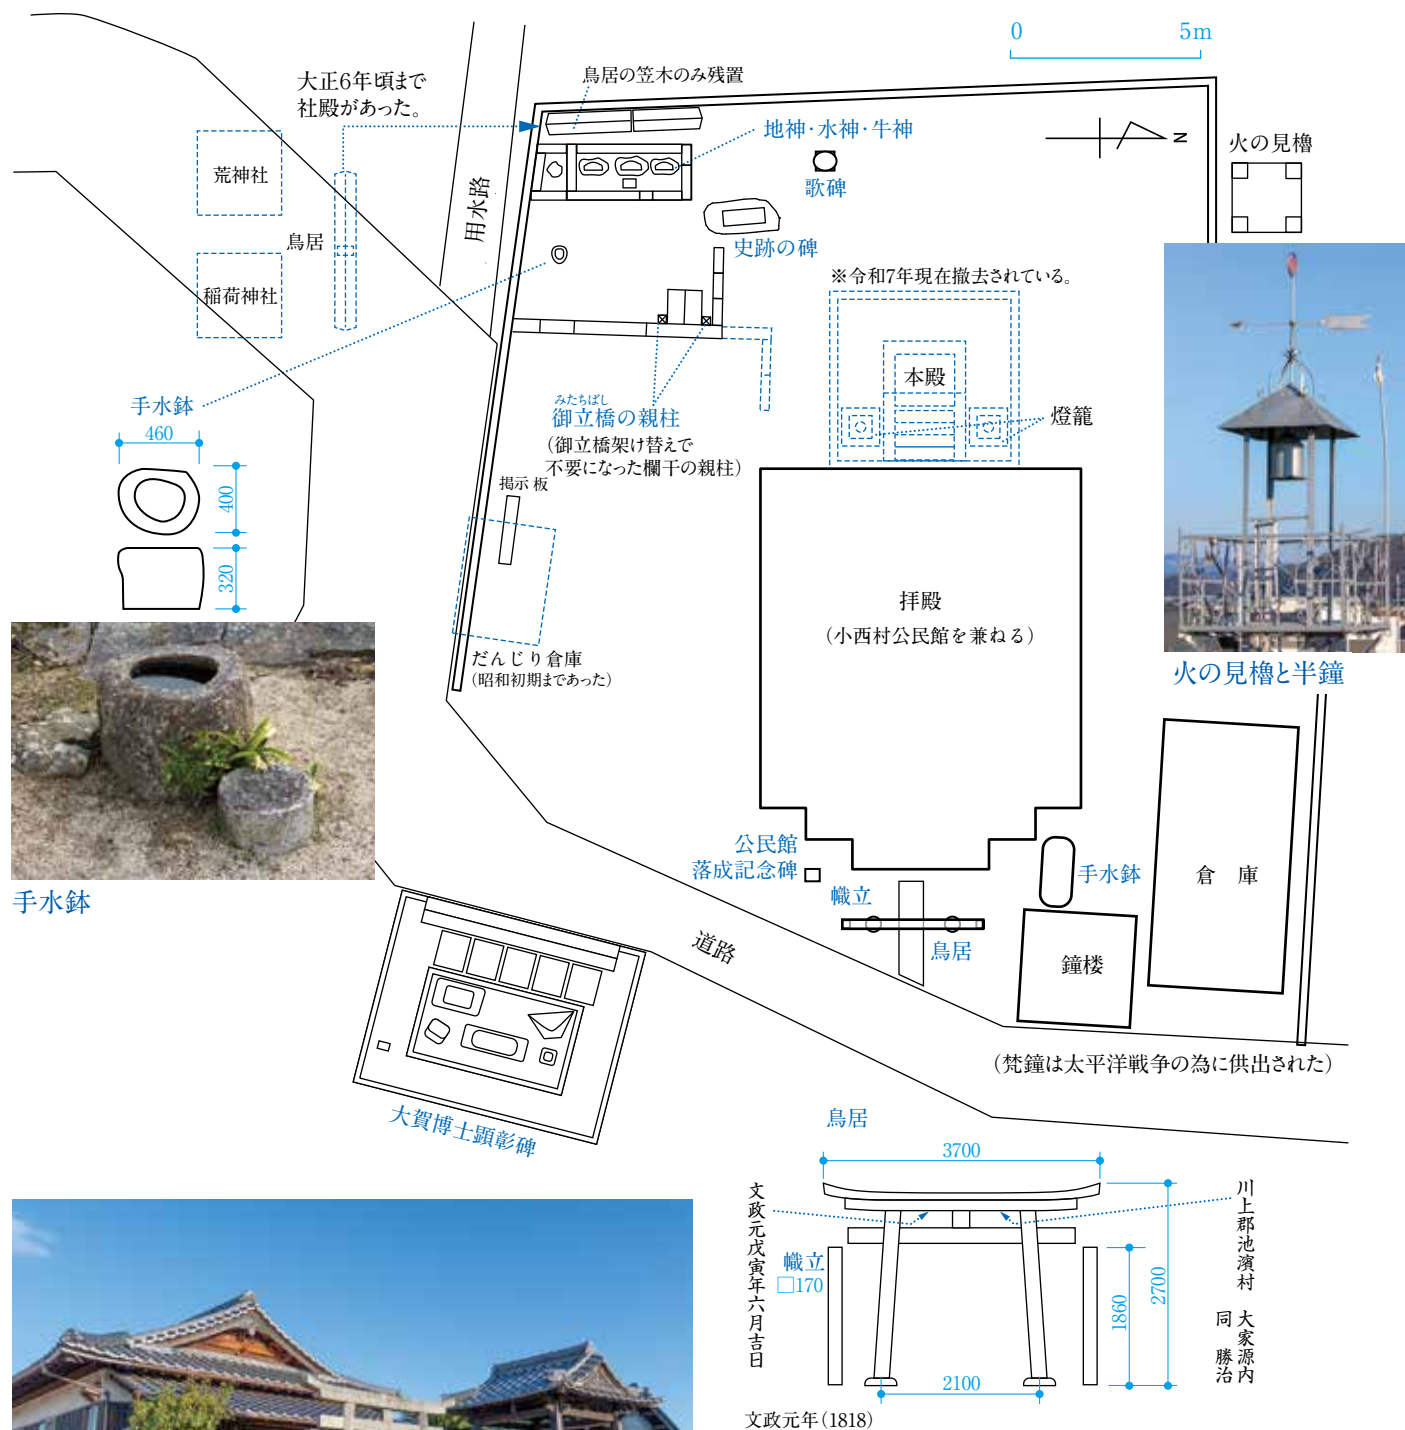 0 5m
大正6年頃まで
社殿があった。
鳥居の笠木のみ残置
地神・水神・牛神
歌碑
N
火の見櫓
荒神社
鳥居
稲荷神社
用水路
史跡の碑
※令和7年現在撤去されている。
本殿
燈籠
手水鉢
460
400
320
みたちばし
御立橋の親柱
(御立橋架け替えで
不要になった欄干の親柱)
掲示板
だんじり倉庫
(昭和初期まであった)
拝殿
(小西村公民館を兼ねる)
火の見櫓と半鐘
手水鉢
公民館
落成記念碑
幟立
鳥居
手水鉢
倉 庫
鐘楼
道路
(梵鐘は太平洋戦争の為に供出された)
大賀博士顕彰碑
鳥居
3700
文政元戊寅年六月吉日
川上郡池濱村 大家源内
同 勝治
幟立
□170
1860
2700
2100
文政元年(1818)